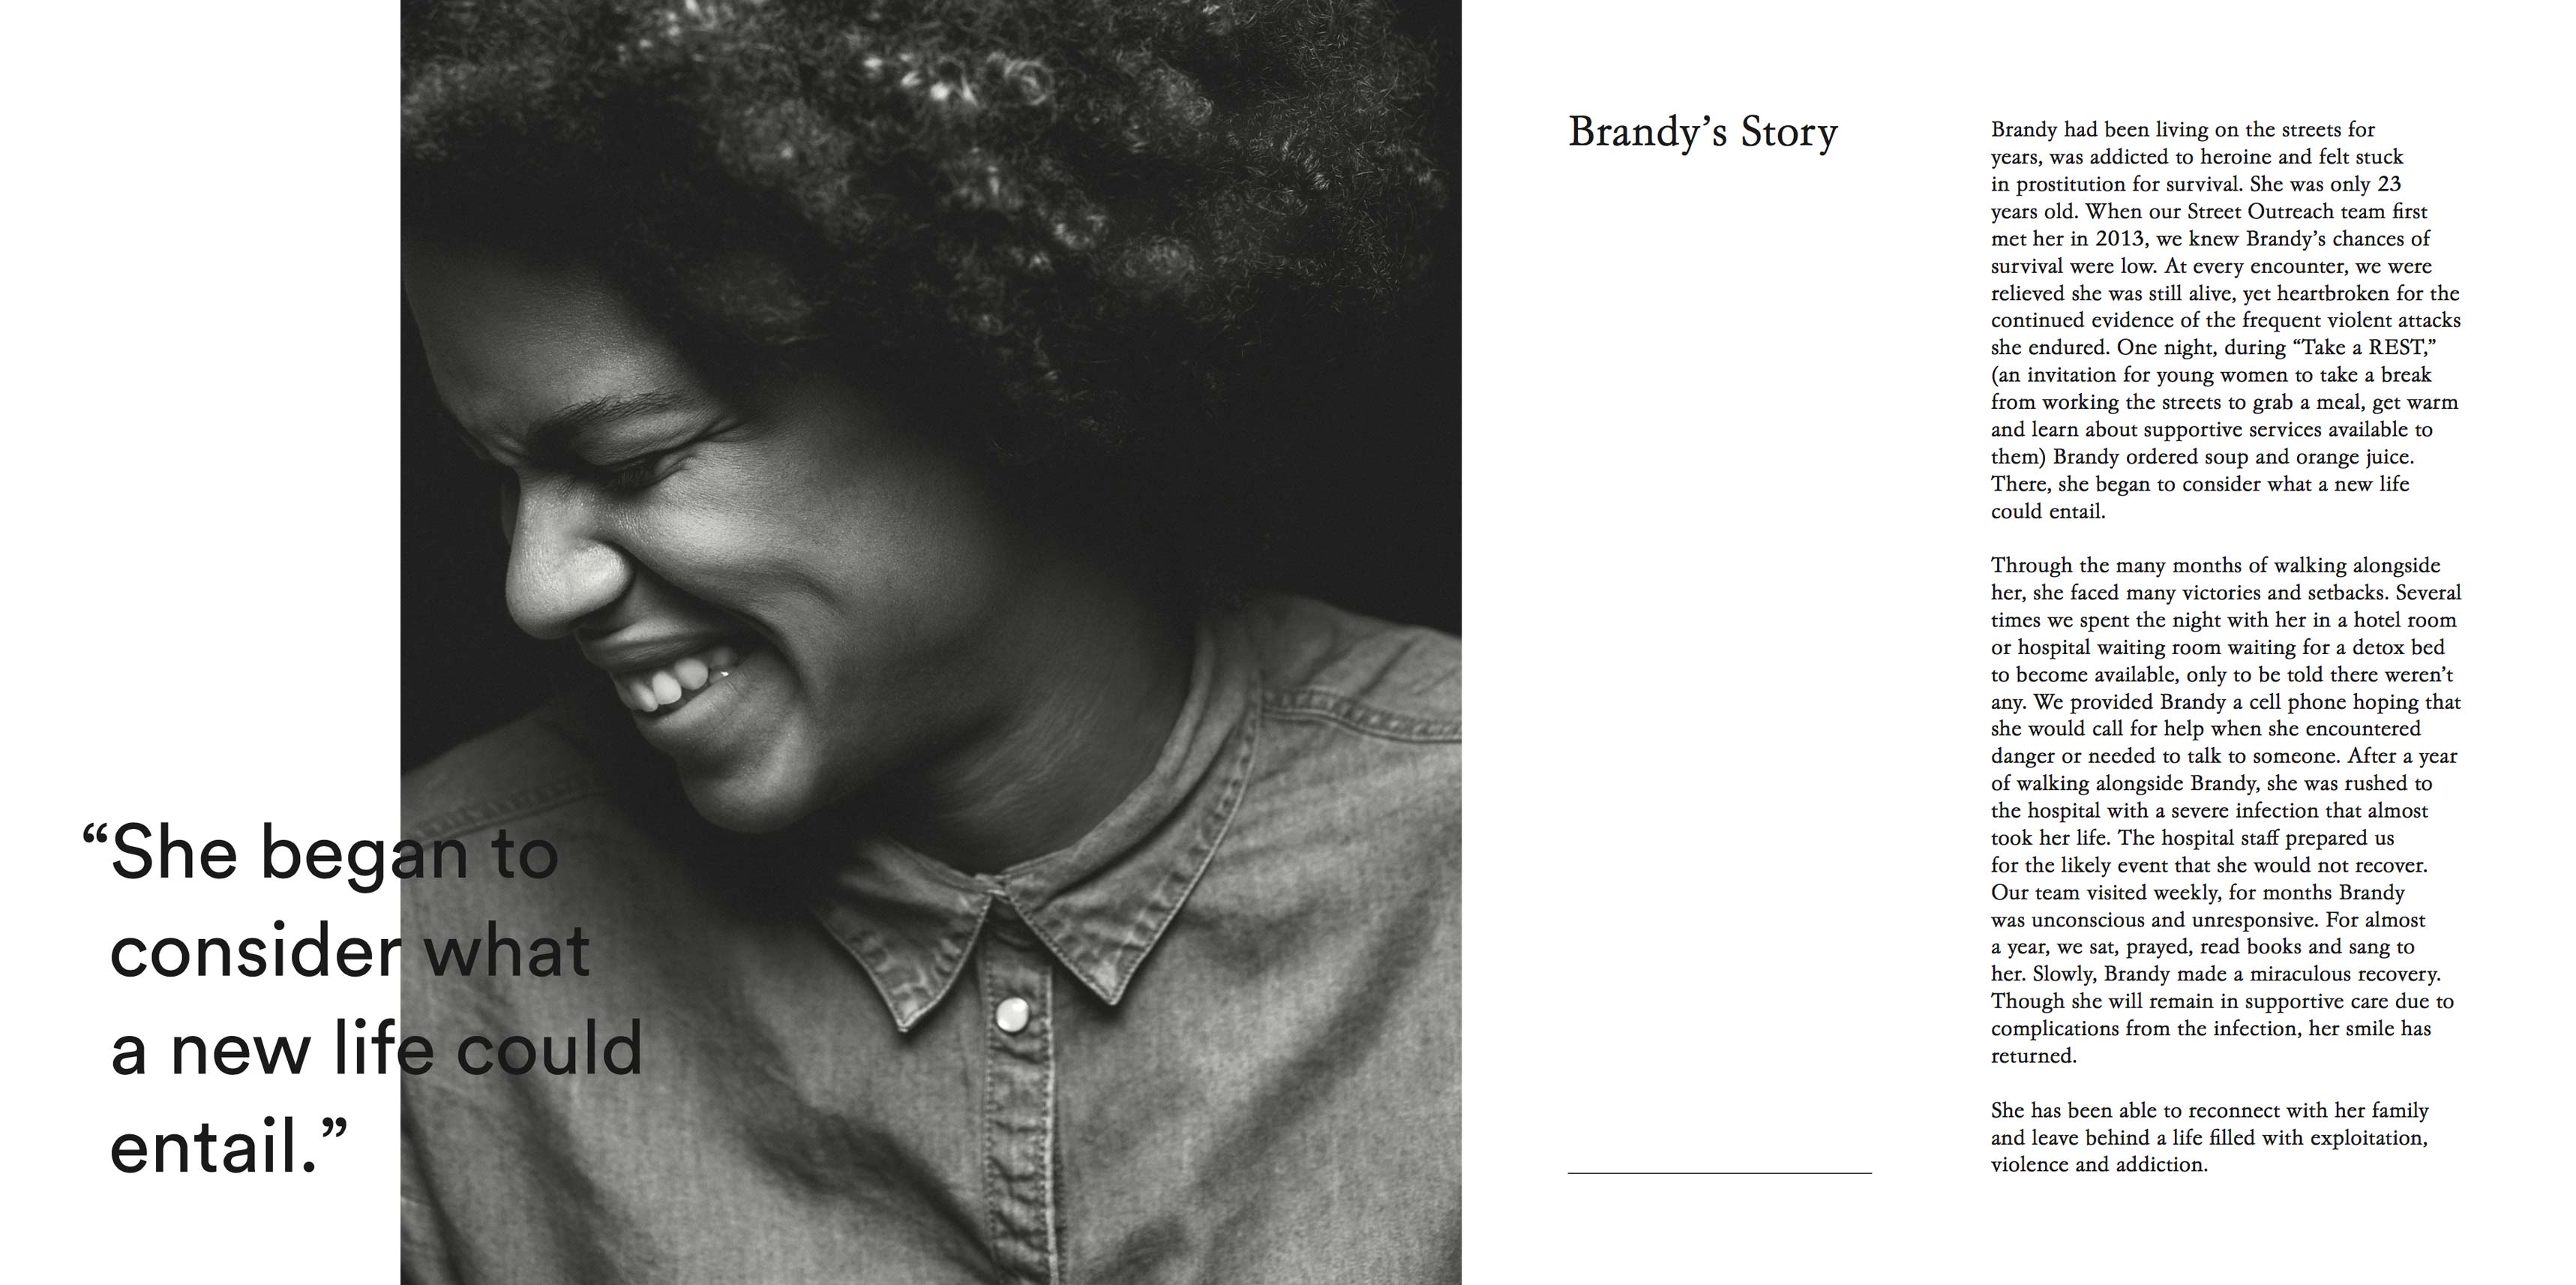 “She began to
consider what
a new life could
entail.”
Brandy’s Story
Brandy had been living on the streets for
years, was addicted to heroine and felt stuck
in prostitution for survival. She was only 23
years old. When our Street Outreach team first
met her in 2013, we knew Brandy’s chances of
survival were low. At every encounter, we were
relieved she was still alive, yet heartbroken for the
continued evidence of the frequent violent attacks
she endured. One night, during “Take a REST,”
(an invitation for young women to take a break
from working the streets to grab a meal, get warm
and learn about supportive services available to
them) Brandy ordered soup and orange juice.
There, she began to consider what a new life
could entail.
Through the many months of walking alongside
her, she faced many victories and setbacks. Several
times we spent the night with her in a hotel room
or hospital waiting room waiting for a detox bed
to become available, only to be told there weren’t
any. We provided Brandy a cell phone hoping that
she would call for help when she encountered
danger or needed to talk to someone. After a year
of walking alongside Brandy, she was rushed to
the hospital with a severe infection that almost
took her life. The hospital staff prepared us
for the likely event that she would not recover.
Our team visited weekly, for months Brandy
was unconscious and unresponsive. For almost
a year, we sat, prayed, read books and sang to
her. Slowly, Brandy made a miraculous recovery.
Though she will remain in supportive care due to
complications from the infection, her smile has
returned.
She has been able to reconnect with her family
and leave behind a life filled with exploitation,
violence and addiction.